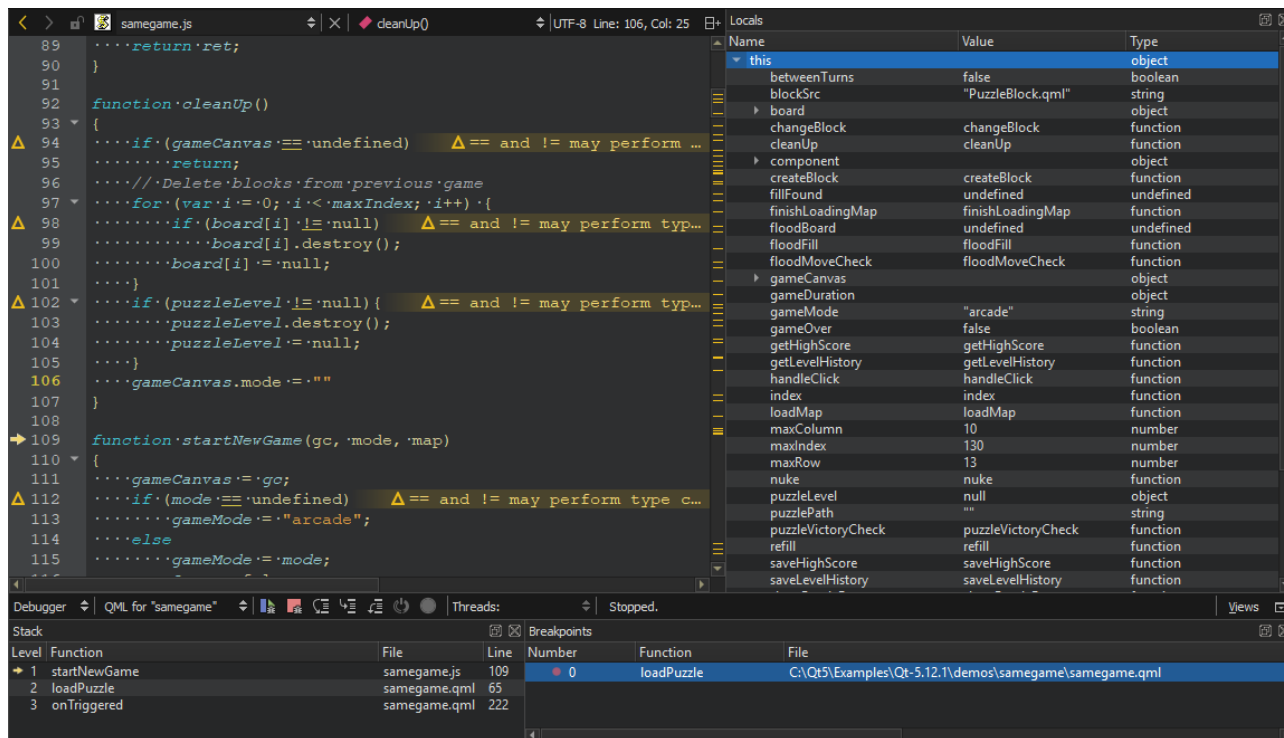 samegame.js cleanUp() UTF-8 Line: 106, Col: 25
89 ····return·ret;
90 }
91
92 function·cleanUp()
93 {
94 ····if·(gameCanvas·==·undefined) == and != may perform ...
95 ········return;
96 ····//·Delete·blocks·from·previous·game
97 ····for·(var·i·=·0;·i·<·maxIndex;·i++)·{
98 ········if·(board[i]·!=·null) == and != may perform typ...
99 ············board[i].destroy();
100 ········board[i]·=·null;
101 ····}
102 ····if·(puzzleLevel·!=·null){ == and != may perform typ...
103 ········puzzleLevel.destroy();
104 ········puzzleLevel·=·null;
105 ····}
106 ····gameCanvas.mode·=·""
107 }
108
109 function·startNewGame(gc,·mode,·map)
110 {
111 ····gameCanvas·=·gc;
112 ····if·(mode·==·undefined) == and != may perform type c...
113 ········gameMode·=·"arcade";
114 ····else
115 ········gameMode·=·mode;
Locals
Name Value Type
this object
betweenTurns false boolean
blockSrc "PuzzleBlock.qml" string
board object
changeBlock changeBlock function
cleanUp cleanUp function
component object
createBlock createBlock function
fillFound undefined undefined
finishLoadingMap finishLoadingMap function
floodBoard undefined undefined
floodFill floodFill function
floodMoveCheck floodMoveCheck function
gameCanvas object
gameDuration object
gameMode "arcade" string
gameOver false boolean
getHighScore getHighScore function
getLevelHistory getLevelHistory function
handleClick handleClick function
index index function
loadMap loadMap function
maxColumn 10 number
maxIndex 130 number
maxRow 13 number
nuke nuke function
puzzleLevel null object
puzzlePath "" string
puzzleVictoryCheck puzzleVictoryCheck function
refill refill function
saveHighScore saveHighScore function
saveLevelHistory saveLevelHistory function
Debugger QML for "samegame" Threads: Stopped. Views
Stack
Level Function File Line
1 startNewGame samegame.js 109
2 loadPuzzle samegame.qml 65
3 onTriggered samegame.qml 222
Breakpoints
Number Function File
0 loadPuzzle C:\Qt5\Examples\Qt-5.12.1\demos\samegame\samegame.qml